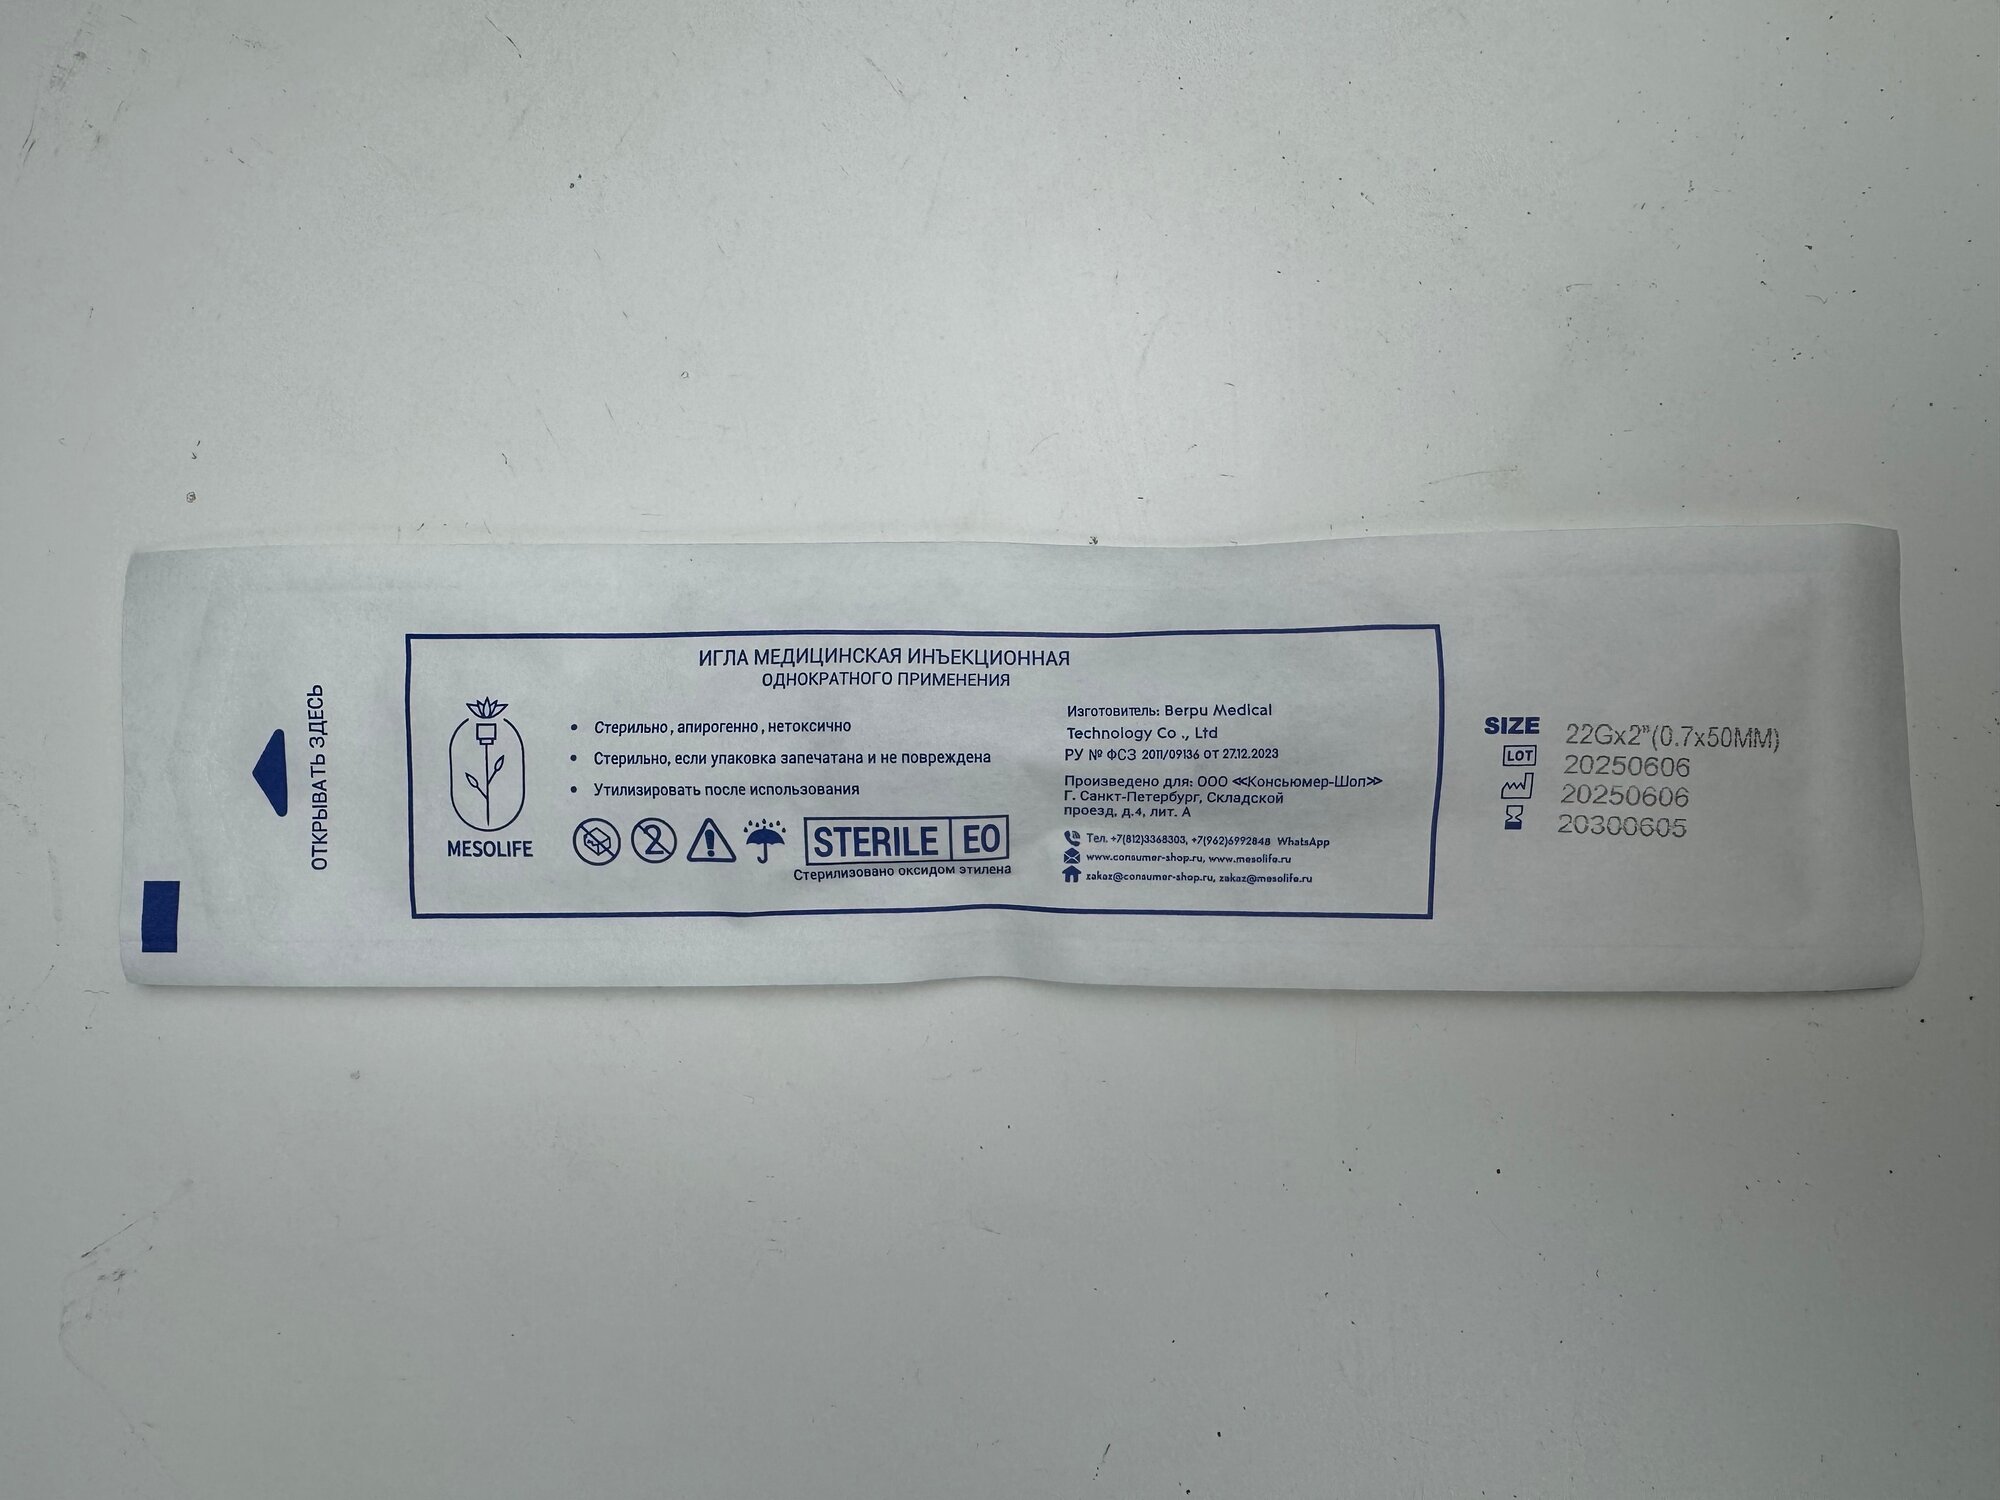 ОТКРЫВАТЬ ЗДЕСЬ
ИГЛА МЕДИЦИНСКАЯ ИНЪЕКЦИОННАЯ
ОДНОКРАТНОГО ПРИМЕНЕНИЯ
MESOLIFE
• Стерильно, апирогенно, нетоксично
• Стерильно, если упаковка запечатана и не повреждена
• Утилизировать после использования
2
STERILE EO
Стерилизовано оксидом этилена
Изготовитель: Berpu Medical
Technology Co ., Ltd
РУ № ФСЗ 2011/09136 от 27.12.2023
Произведено для: ООО «Консьюмер-Шоп»
Г. Санкт-Петербург, Складской
проезд, д.4, лит. А
Тел. +7(812)3368303, +7(962)6992848 WhatsApp
www.consumer-shop.ru, www.mesolife.ru
zakaz@consumer-shop.ru, zakaz@mesolife.ru
SIZE 22Gx2"(0.7x50MM)
LOT 20250606
20250606
20300605